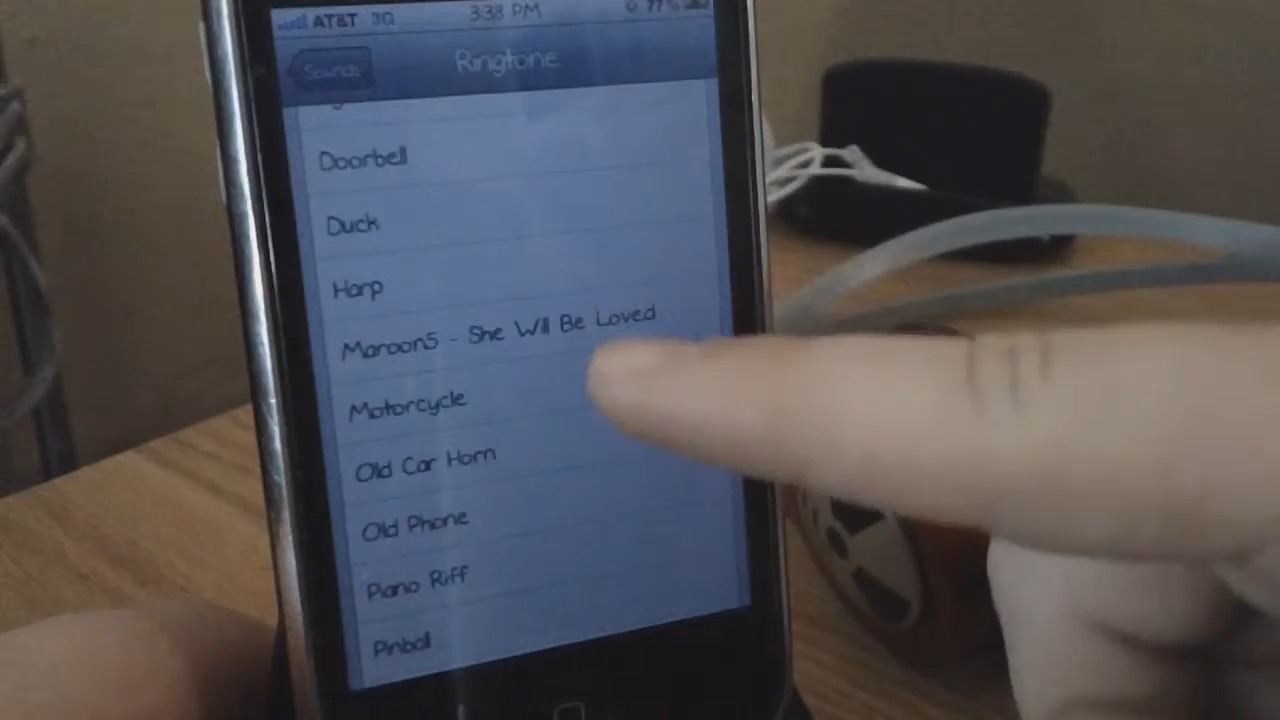 AT&T 3G 3:38 PM 77%
Sounds Ringtone
Doorbell
Duck
Harp
Maroon5 - She Will Be Loved
Motorcycle
Old Car Horn
Old Phone
Piano Riff
Pinball